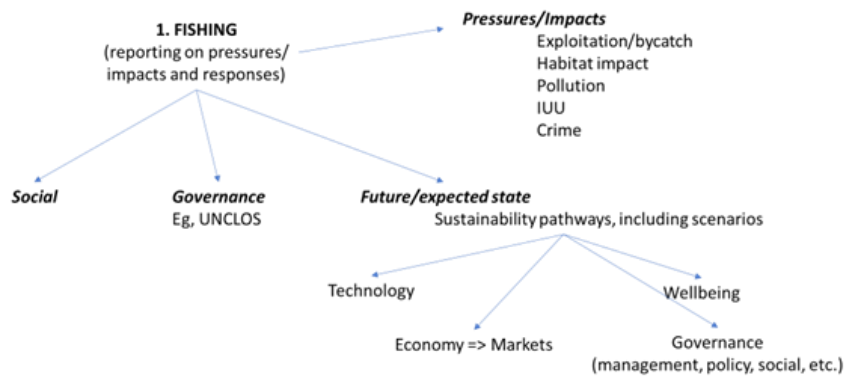 1. FISHING
(reporting on pressures/
impacts and responses)
Pressures/Impacts
Exploitation/bycatch
Habitat impact
Pollution
IUU
Crime
Social
Governance
Eg, UNCLOS
Future/expected state
Sustainability pathways, including scenarios
Technology
Economy => Markets
Wellbeing
Governance
(management, policy, social, etc.)